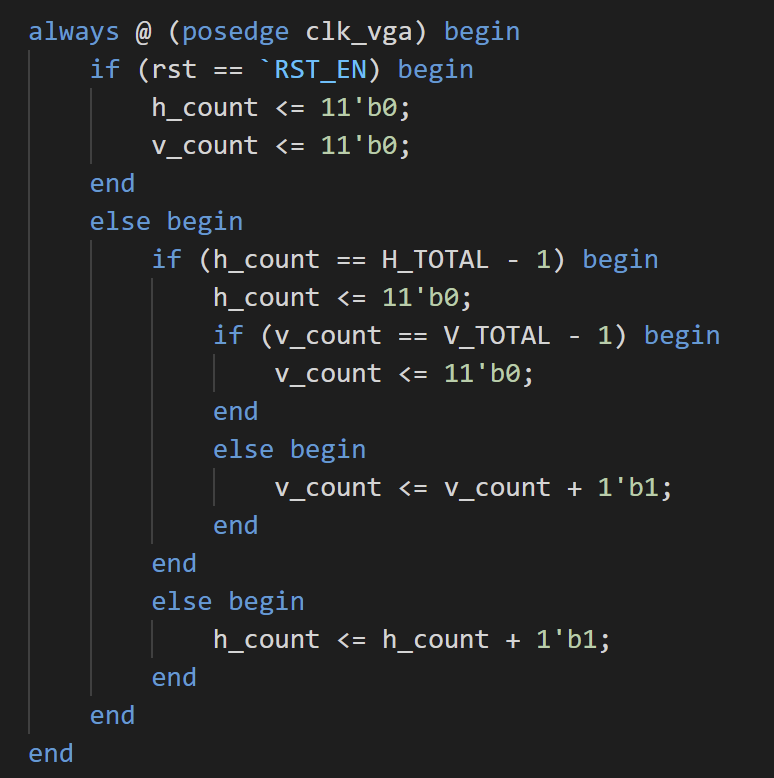 always @ (posedge clk_vga) begin
    if (rst == `RST_EN) begin
        h_count <= 11'b0;
        v_count <= 11'b0;
    end
    else begin
        if (h_count == H_TOTAL - 1) begin
            h_count <= 11'b0;
            if (v_count == V_TOTAL - 1) begin
                v_count <= 11'b0;
            end
            else begin
                v_count <= v_count + 1'b1;
            end
        end
        else begin
            h_count <= h_count + 1'b1;
        end
    end
end